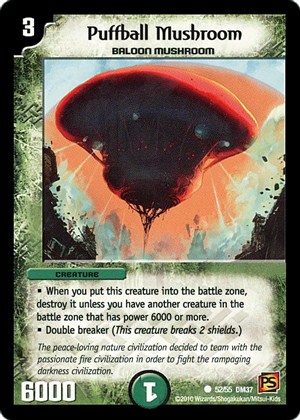 3
Puffball Mushroom
BALOON MUSHROOM
CREATURE
▪ When you put this creature into the battle zone,
destroy it unless you have another creature in the
battle zone that has power 6000 or more.
▪ Double breaker (This creature breaks 2 shields.)
The peace-loving nature civilization decided to team with the
passionate fire civilization in order to fight the rampaging
darkness civilization.
6000
1
52/55 DM37
©2010 Wizards/Shogakukan/Mitsui-Kids
PS